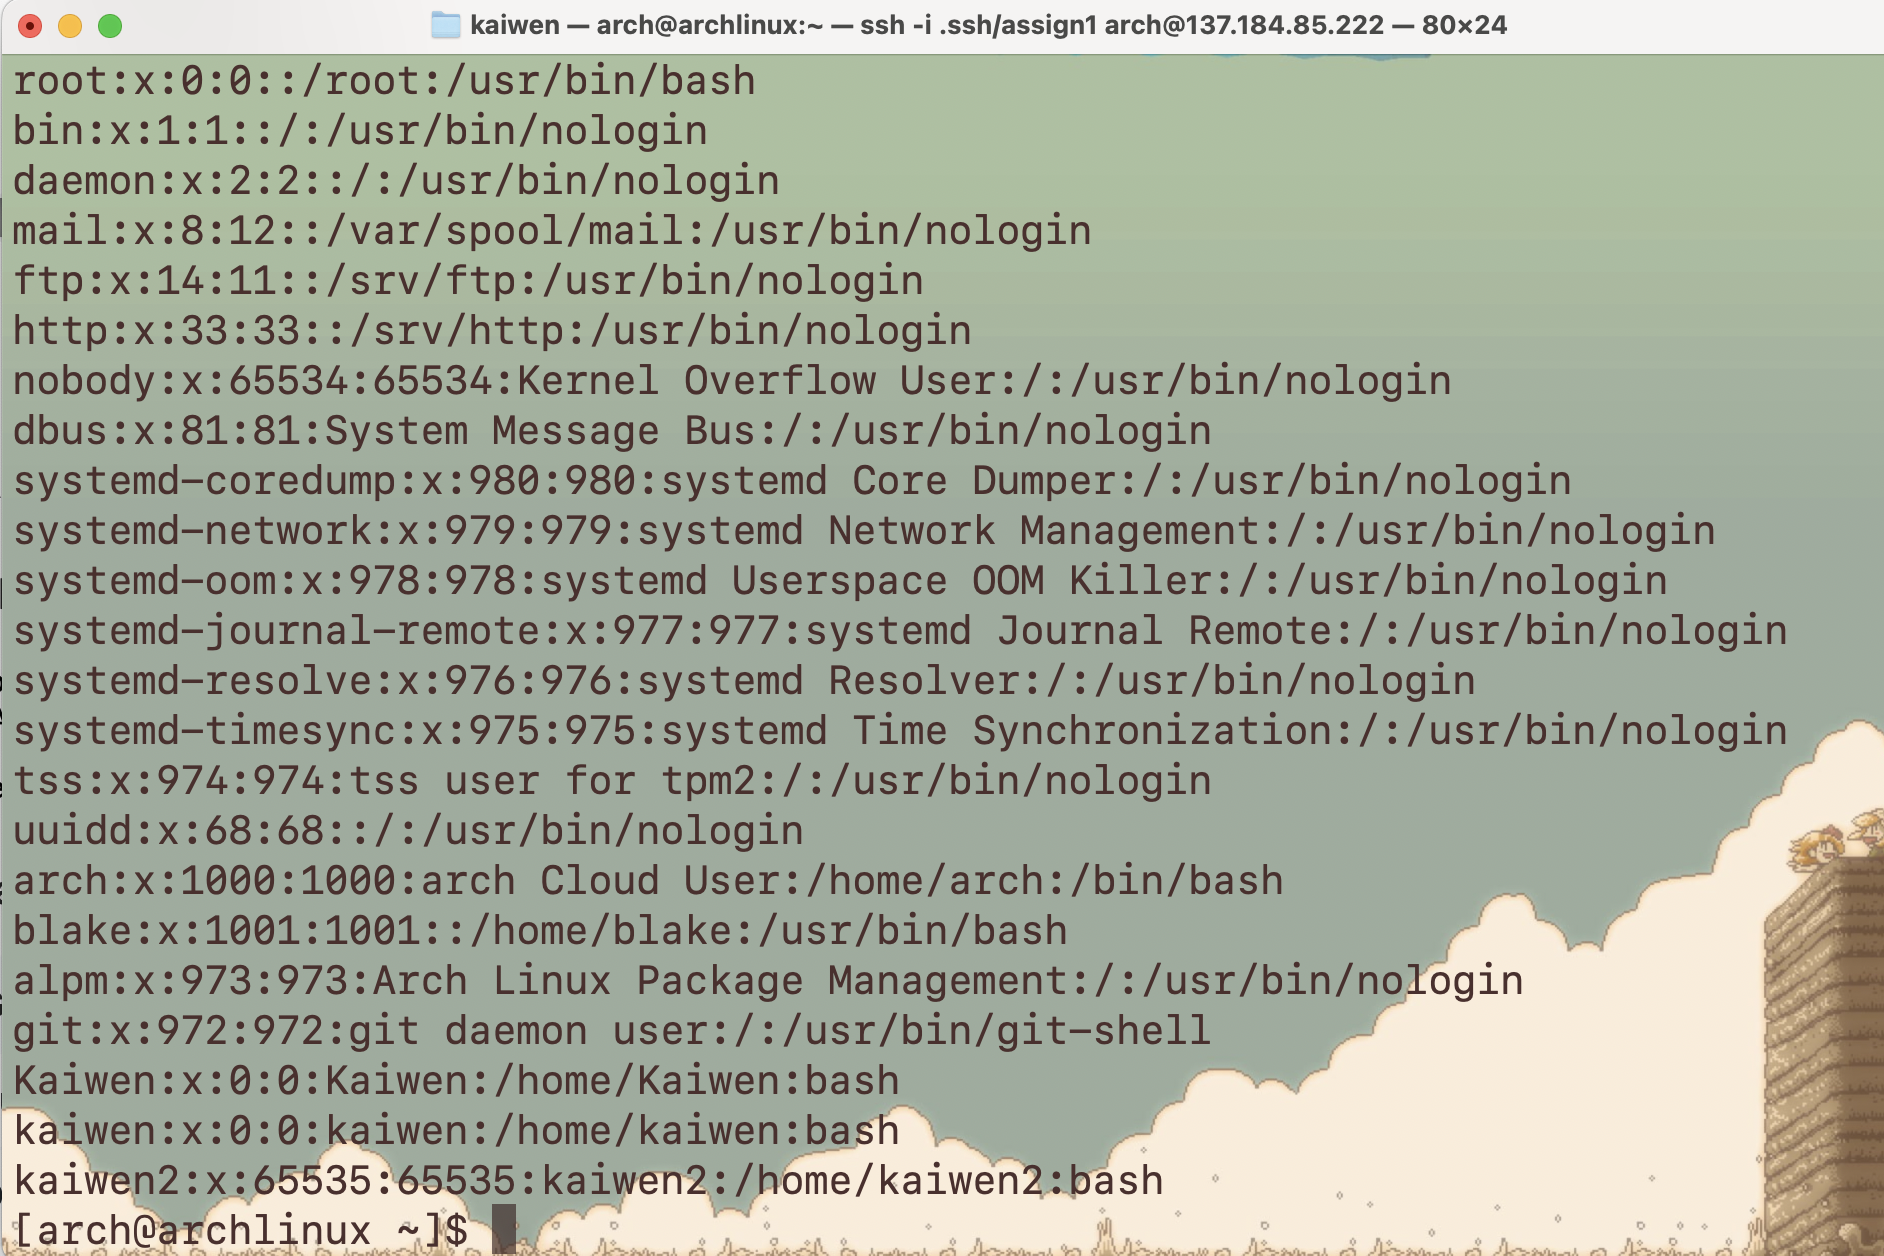 kaiwen — arch@archlinux:~ — ssh -i .ssh/assign1 arch@137.184.85.222 — 80×24
root:x:0:0::/root:/usr/bin/bash
bin:x:1:1::/:/usr/bin/nologin
daemon:x:2:2::/:/usr/bin/nologin
mail:x:8:12::/var/spool/mail:/usr/bin/nologin
ftp:x:14:11::/srv/ftp:/usr/bin/nologin
http:x:33:33::/srv/http:/usr/bin/nologin
nobody:x:65534:65534:Kernel Overflow User:/:/usr/bin/nologin
dbus:x:81:81:System Message Bus:/:/usr/bin/nologin
systemd-coredump:x:980:980:systemd Core Dumper:/:/usr/bin/nologin
systemd-network:x:979:979:systemd Network Management:/:/usr/bin/nologin
systemd-oom:x:978:978:systemd Userspace OOM Killer:/:/usr/bin/nologin
systemd-journal-remote:x:977:977:systemd Journal Remote:/:/usr/bin/nologin
systemd-resolve:x:976:976:systemd Resolver:/:/usr/bin/nologin
systemd-timesync:x:975:975:systemd Time Synchronization:/:/usr/bin/nologin
tss:x:974:974:tss user for tpm2:/:/usr/bin/nologin
uuidd:x:68:68::/:/usr/bin/nologin
arch:x:1000:1000:arch Cloud User:/home/arch:/bin/bash
blake:x:1001:1001::/home/blake:/usr/bin/bash
alpm:x:973:973:Arch Linux Package Management:/:/usr/bin/nologin
git:x:972:972:git daemon user:/:/usr/bin/git-shell
Kaiwen:x:0:0:Kaiwen:/home/Kaiwen:bash
kaiwen:x:0:0:kaiwen:/home/kaiwen:bash
kaiwen2:x:65535:65535:kaiwen2:/home/kaiwen2:bash
[arch@archlinux ~]$